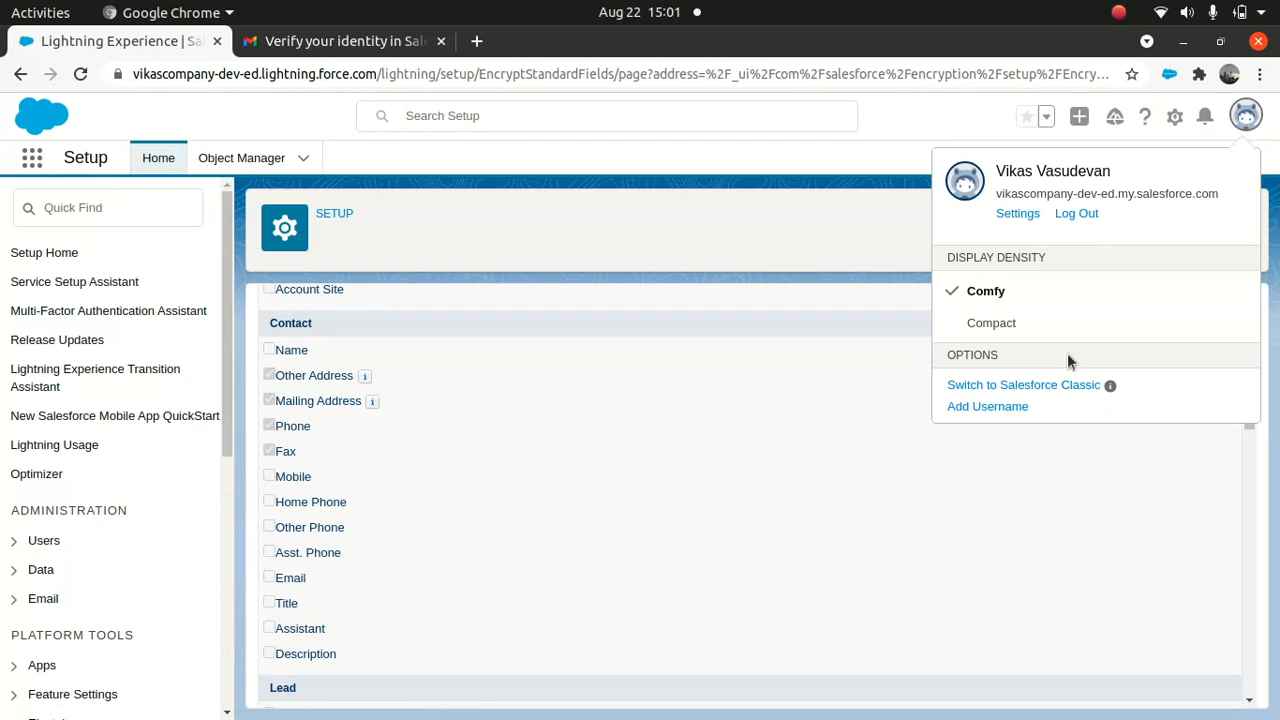 Activities
Google Chrome
Aug 22 15:01
Lightning Experience | Sa
Verify your identity in Sal
vikascompany-dev-ed.lightning.force.com/lightning/setup/EncryptStandardFields/page?address=%2F_ui%2Fcom%2Fsalesforce%2Fencryption%2Fsetup%2FEncry...
Search Setup
Setup
Home
Object Manager
Quick Find
Setup Home
Service Setup Assistant
Multi-Factor Authentication Assistant
Release Updates
Lightning Experience Transition
Assistant
New Salesforce Mobile App QuickStart
Lightning Usage
Optimizer
ADMINISTRATION
Users
Data
Email
PLATFORM TOOLS
Apps
Feature Settings
SETUP
Account Site
Contact
Name
Other Address
Mailing Address
Phone
Fax
Mobile
Home Phone
Other Phone
Asst. Phone
Email
Title
Assistant
Description
Lead
Vikas Vasudevan
vikascompany-dev-ed.my.salesforce.com
Settings
Log Out
DISPLAY DENSITY
Comfy
Compact
OPTIONS
Switch to Salesforce Classic
Add Username